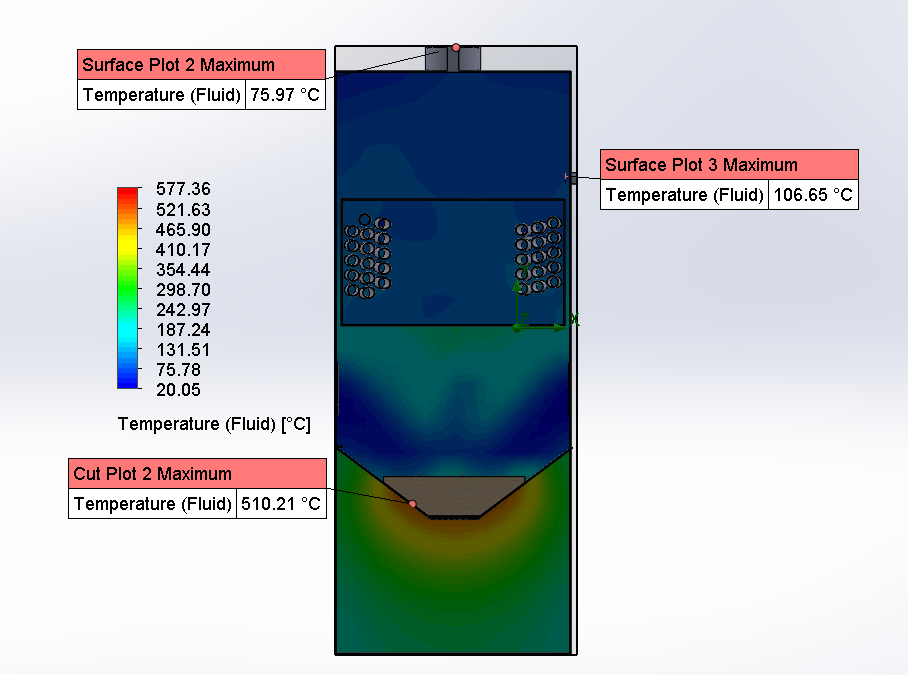 Surface Plot 2 Maximum
Temperature (Fluid) 75.97 °C
Surface Plot 3 Maximum
Temperature (Fluid) 106.65 °C
577.36
521.63
465.90
410.17
354.44
298.70
242.97
187.24
131.51
75.78
20.05
Temperature (Fluid) [°C]
Y
Z X
Cut Plot 2 Maximum
Temperature (Fluid) 510.21 °C